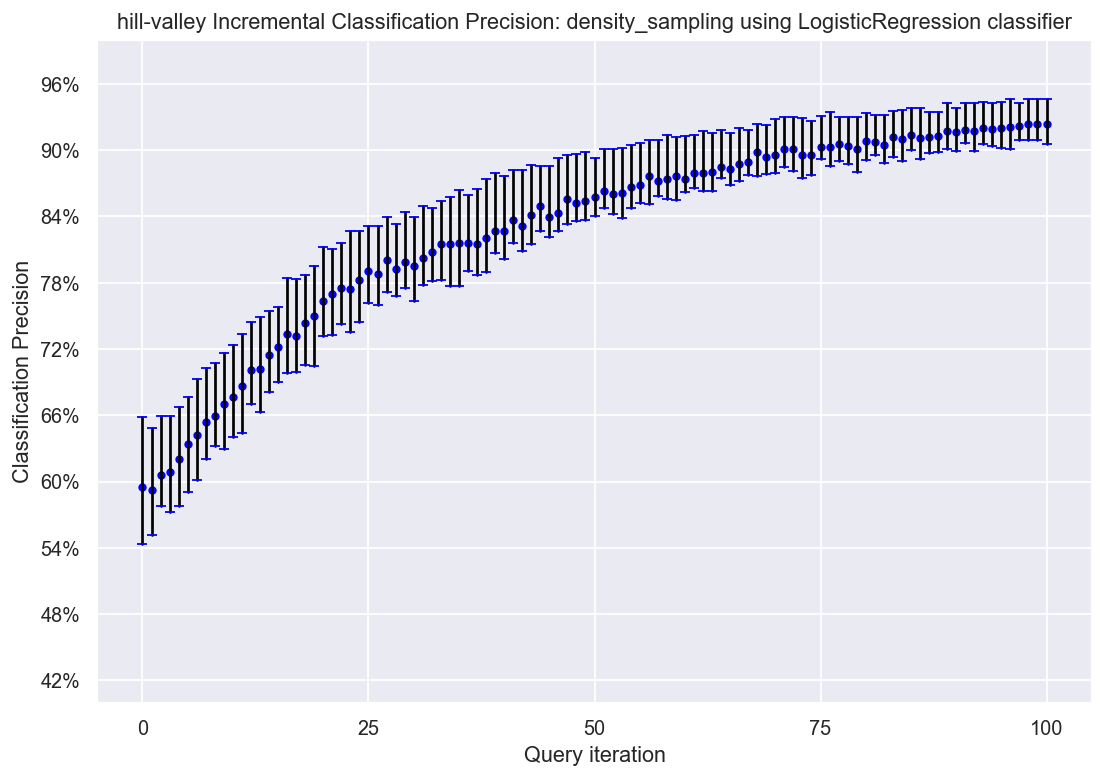 hill-valley Incremental Classification Precision: density_sampling using LogisticRegression classifier
96%
90%
84%
78%
72%
66%
60%
54%
48%
42%
Classification Precision
0 25 50 75 100
Query iteration